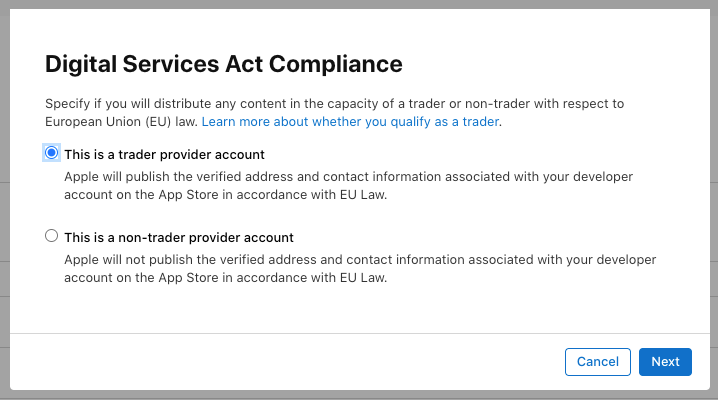 Digital Services Act Compliance
Specify if you will distribute any content in the capacity of a trader or non-trader with respect to
European Union (EU) law. Learn more about whether you qualify as a trader.
This is a trader provider account
Apple will publish the verified address and contact information associated with your developer
account on the App Store in accordance with EU Law.
This is a non-trader provider account
Apple will not publish the verified address and contact information associated with your developer
account on the App Store in accordance with EU Law.
Cancel Next